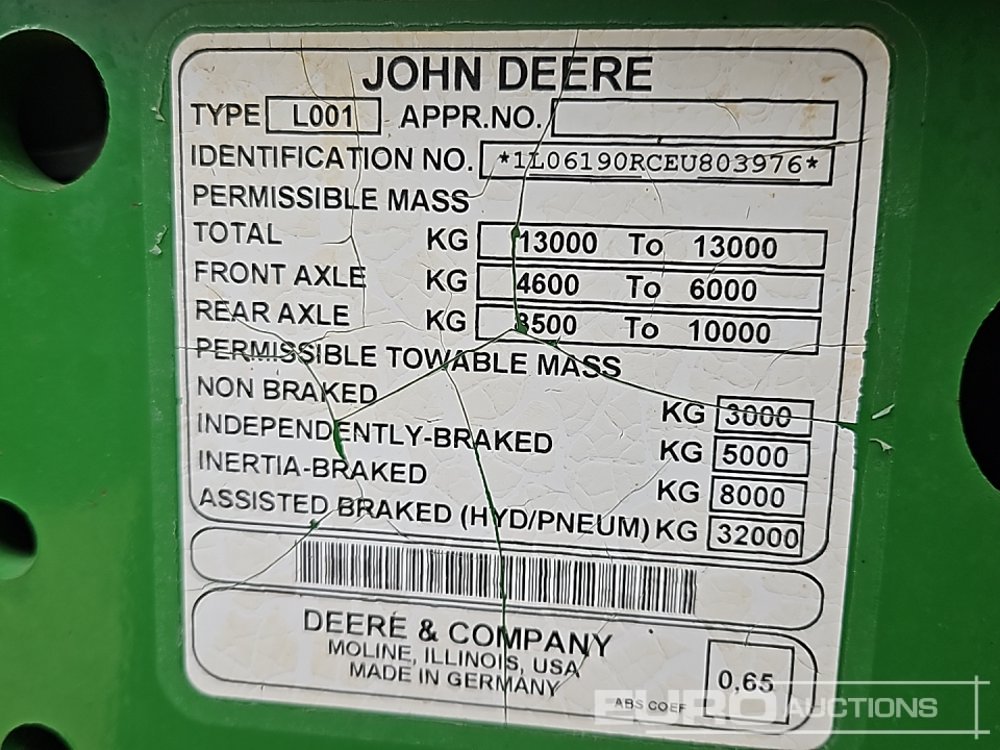 JOHN DEERE
TYPE L001 APPR.NO.
IDENTIFICATION NO. *1L06190RCEU803976*
PERMISSIBLE MASS
TOTAL KG 13000 To 13000
FRONT AXLE KG 4600 To 6000
REAR AXLE KG 8500 To 10000
PERMISSIBLE TOWABLE MASS
NON BRAKED KG 3000
INDEPENDENTLY-BRAKED KG 5000
INERTIA-BRAKED KG 8000
ASSISTED BRAKED (HYD/PNEUM) KG 32000
DEERE & COMPANY
MOLINE, ILLINOIS, USA
MADE IN GERMANY
ABS COEF 0,65
EURO AUCTIONS